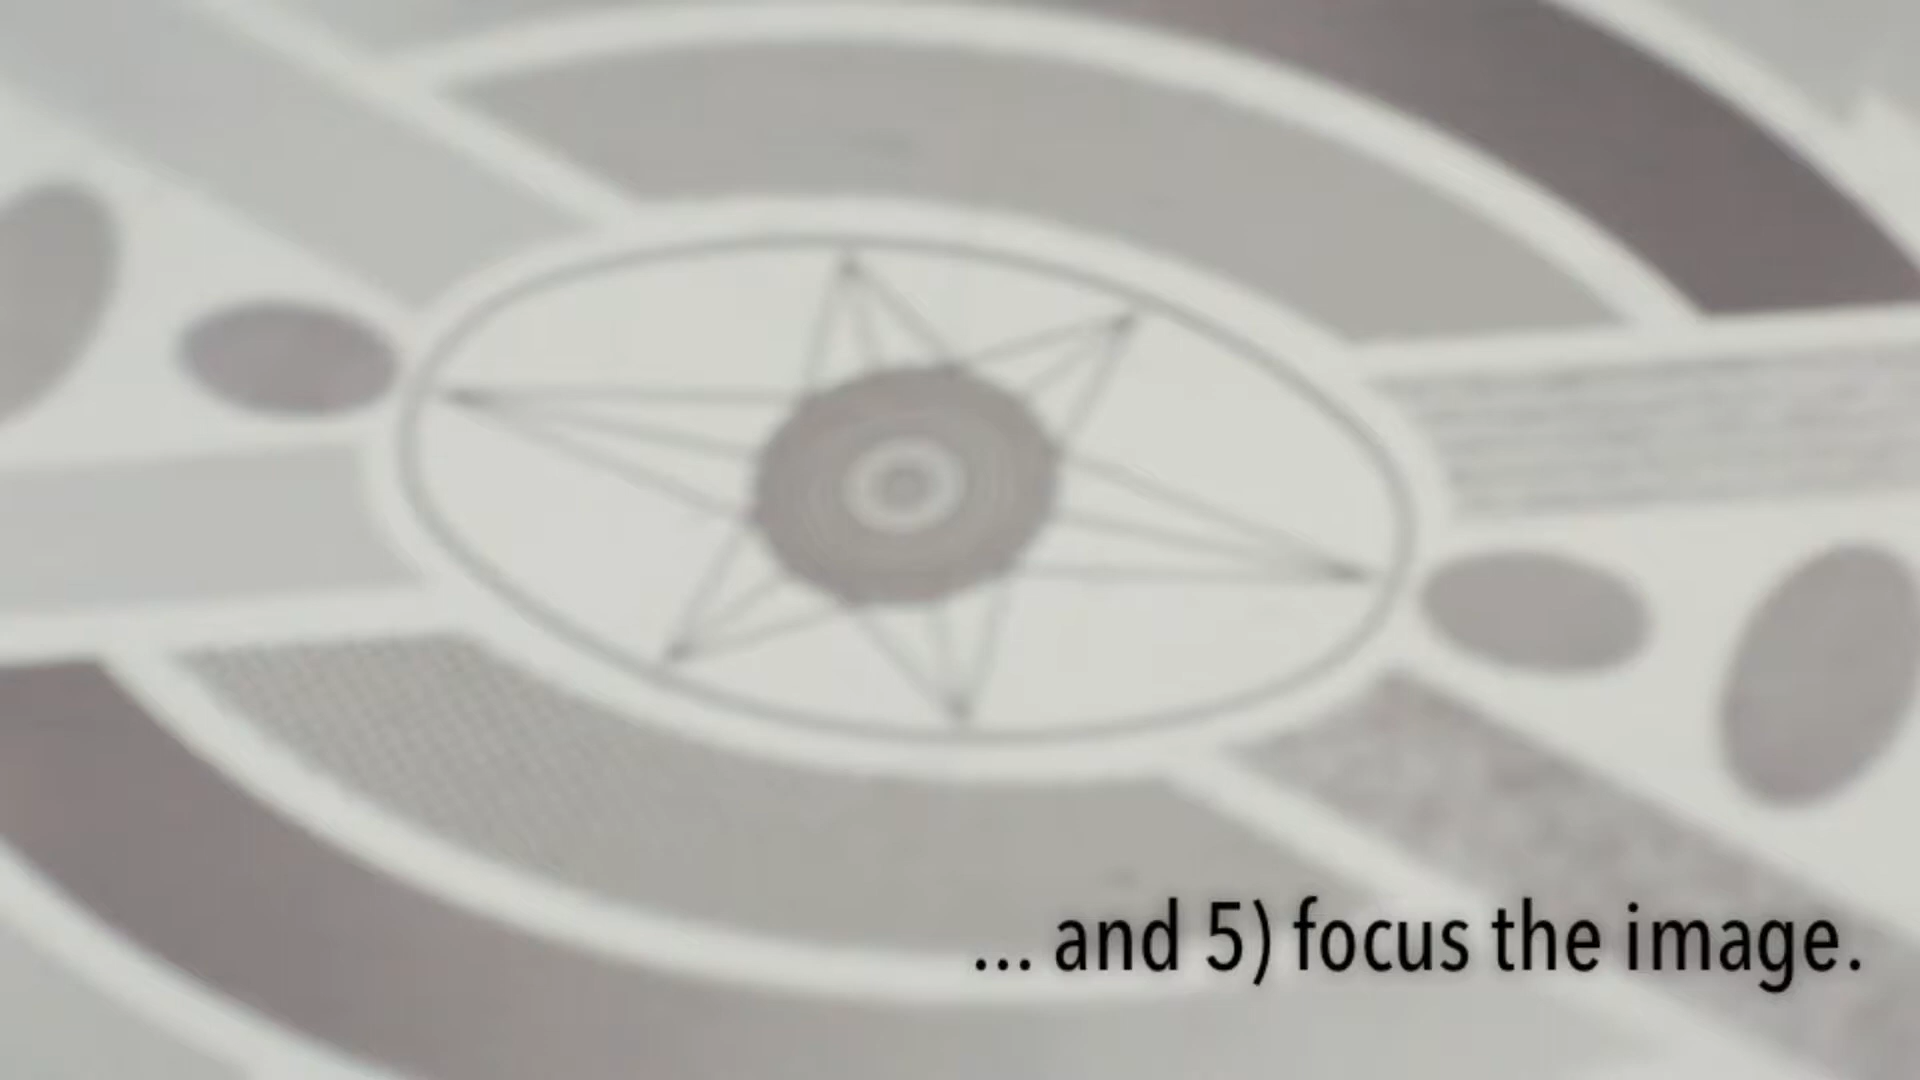 ... and 5) focus the image.